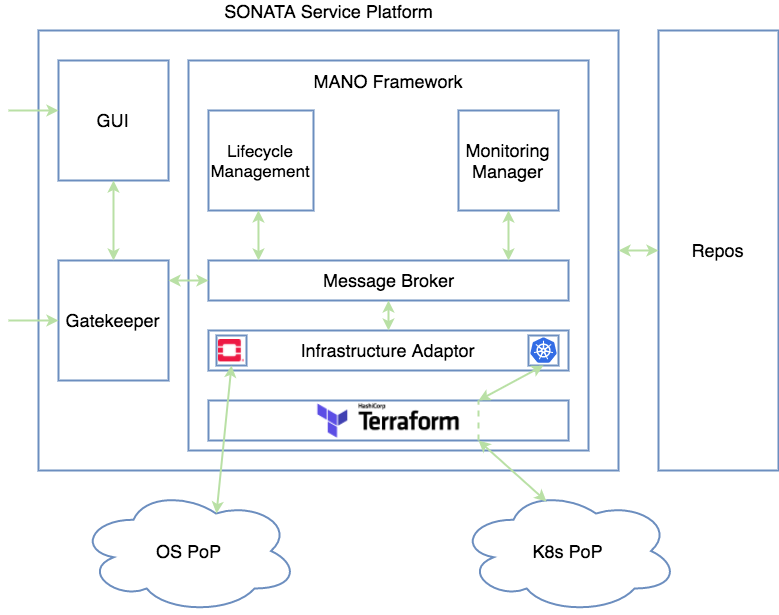 SONATA Service Platform
MANO Framework
GUI
Lifecycle
Management
Monitoring
Manager
Repos
Message Broker
Gatekeeper
Infrastructure Adaptor
HashiCorp
Terraform
OS PoP
K8s PoP